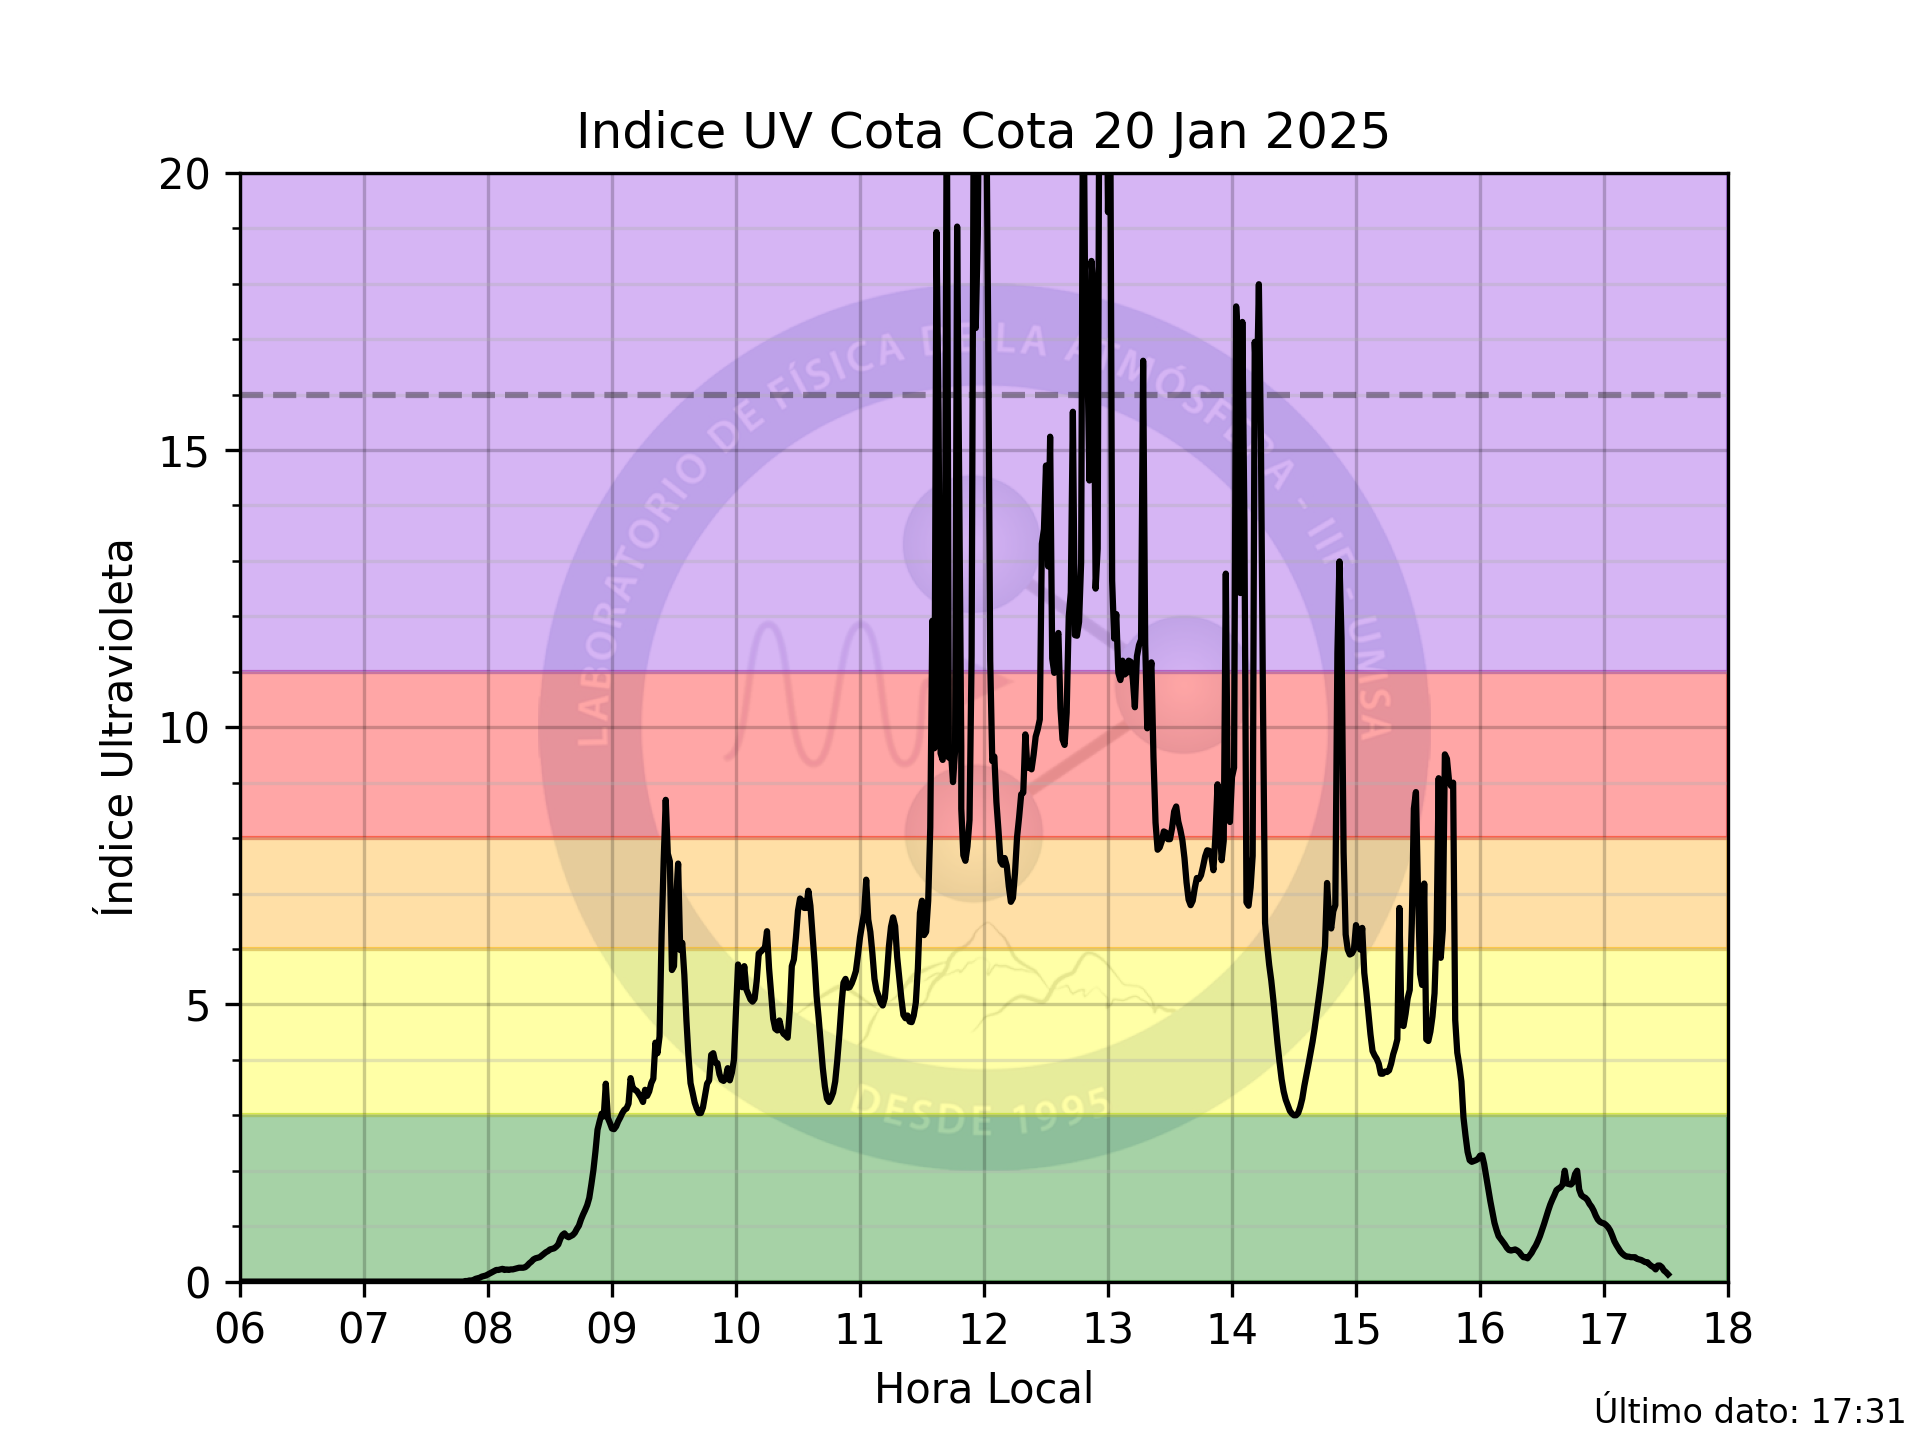 Indice UV Cota Cota 20 Jan 2025
20
15
10
5
0
Índice Ultravioleta
LABORATORIO DE FÍSICA DE LA ATMÓSFERA - IIF - UMSA
DESDE 1995
06 07 08 09 10 11 12 13 14 15 16 17 18
Hora Local
Último dato: 17:31